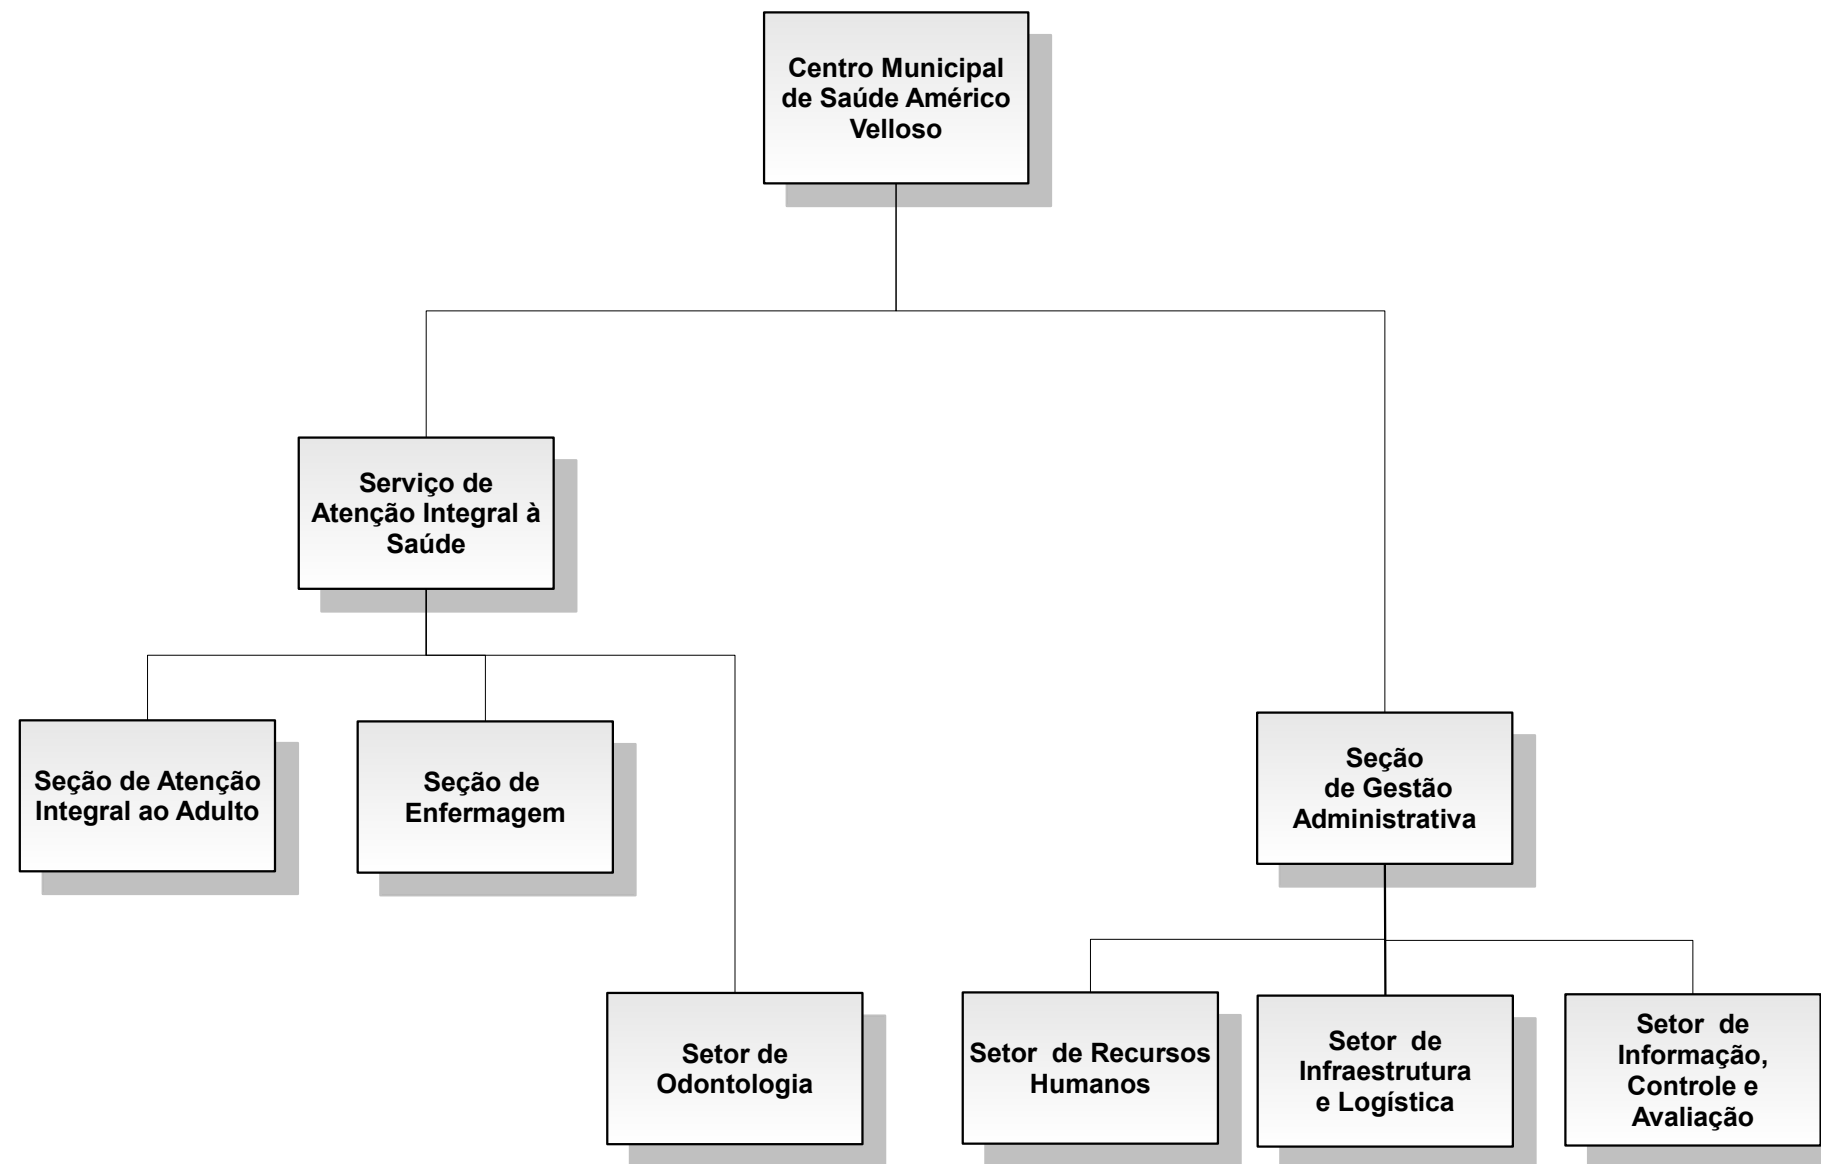 Centro Municipal
de Saúde Américo
Velloso
Serviço de
Atenção Integral à
Saúde
Seção de Atenção
Integral ao Adulto
Seção de
Enfermagem
Seção
de Gestão
Administrativa
Setor de
Odontologia
Setor de Recursos
Humanos
Setor de
Infraestrutura
e Logística
Setor de
Informação,
Controle e
Avaliação